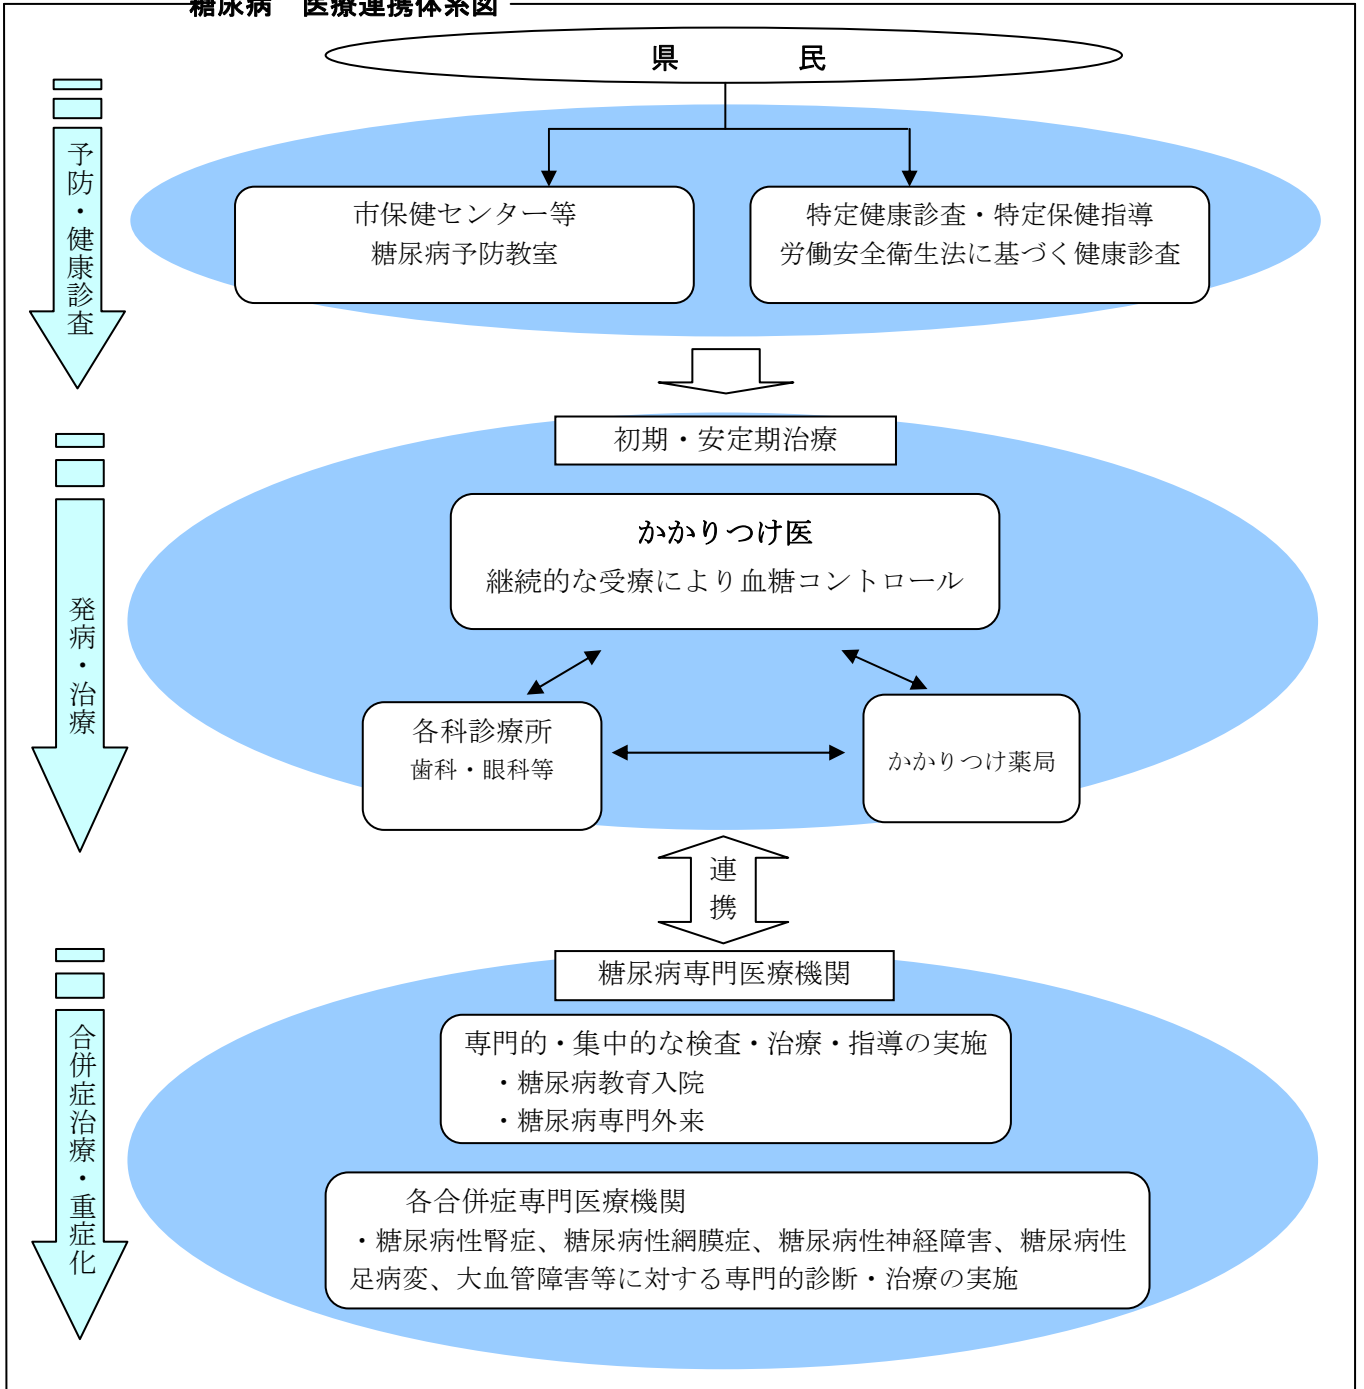 糖尿病　医療連携体系図
県　　　　民
予防・健康診査
市保健センター等
糖尿病予防教室
特定健康診査・特定保健指導
労働安全衛生法に基づく健康診査
発病・治療
初期・安定期治療
かかりつけ医
継続的な受療により血糖コントロール
各科診療所
歯科・眼科等
かかりつけ薬局
連
携
合併症治療・重症化
糖尿病専門医療機関
専門的・集中的な検査・治療・指導の実施
・糖尿病教育入院
・糖尿病専門外来
各合併症専門医療機関
・糖尿病性腎症、糖尿病性網膜症、糖尿病性神経障害、糖尿病性
足病変、大血管障害等に対する専門的診断・治療の実施